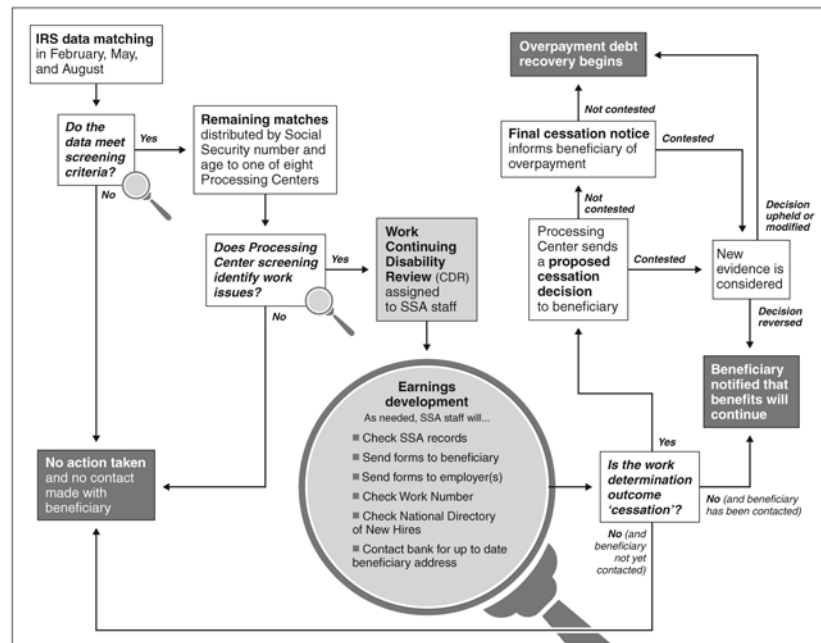 IRS data matching
in February, May,
and August
Do the
data meet
screening
criteria?
Yes
No
Remaining matches
distributed by Social
Security number and
age to one of eight
Processing Centers
Does Processing
Center screening
identify work
issues?
Yes
No
Work
Continuing
Disability
Review (CDR)
assigned
to SSA staff
Earnings
development
As needed, SSA staff will...
■ Check SSA records
■ Send forms to beneficiary
■ Send forms to employer(s)
■ Check Work Number
■ Check National Directory
of New Hires
■ Contact bank for up to date
beneficiary address
No action taken
and no contact
made with
beneficiary
Is the work
determination
outcome
‘cessation’?
Yes
No (and beneficiary
has been contacted)
No (and
beneficiary
not yet
contacted)
Processing
Center sends
a proposed
cessation
decision
to beneficiary
Not
contested
Contested
Final cessation notice
informs beneficiary of
overpayment
Not contested
Contested
Overpayment debt
recovery begins
New
evidence is
considered
Decision
upheld or
modified
Decision
reversed
Beneficiary
notified that
benefits will
continue